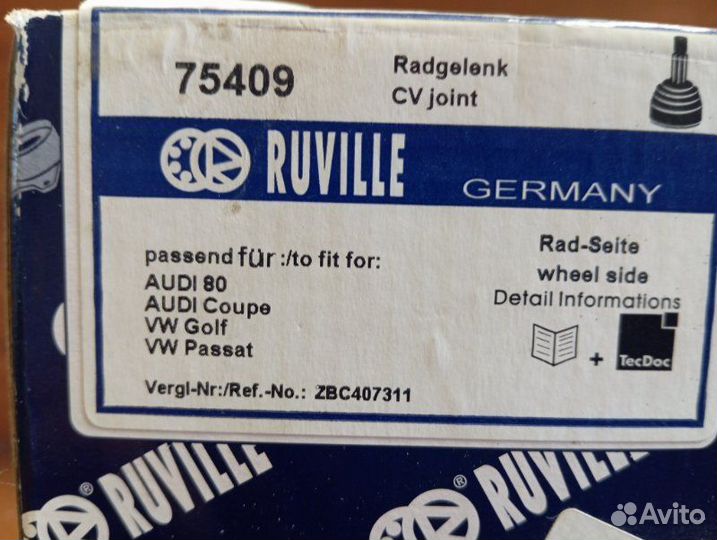 75409
Radgelenk
CV joint
RUVILLE
GERMANY
passend für :/to fit for:
AUDI 80
AUDI Coupe
VW Golf
VW Passat
Rad-Seite
wheel side
Detail Informations
+
TecDoc
Vergl-Nr:/Ref.-No.: ZBC407311
® RUVILLE
® RUVILLE
Avito